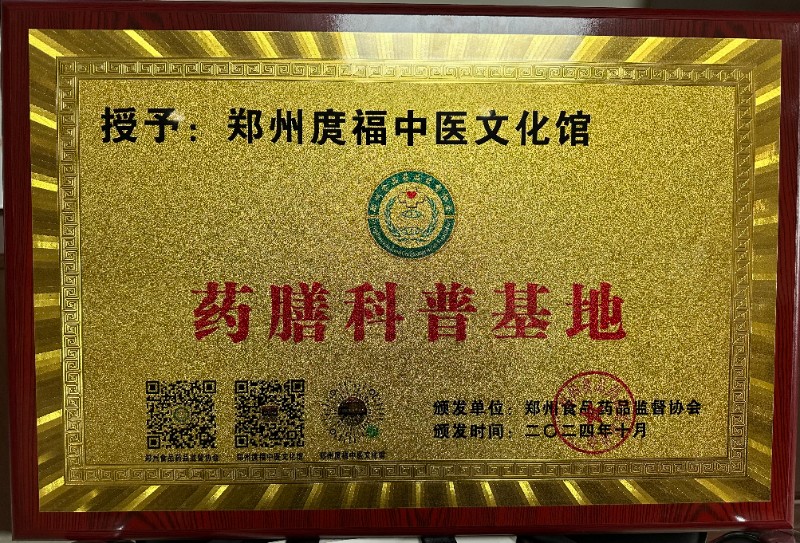 授予：郑州庹福中医文化馆
药膳科普基地
颁发单位：郑州食品药品监督协会
颁发时间：二〇二四年十月
郑州食品药品监督协会
郑州庹福中医文化馆
郑州庹福中医文化馆